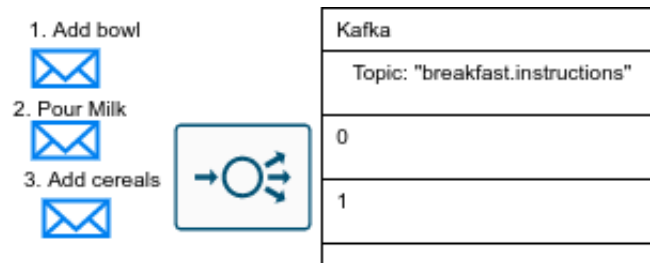 1. Add bowl
2. Pour Milk
3. Add cereals
Kafka
Topic: "breakfast.instructions"
0
1